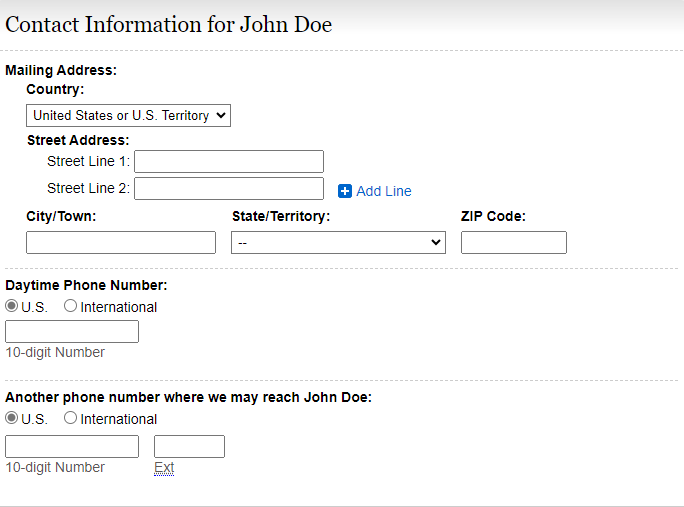 Contact Information for John Doe
Mailing Address:
Country:
United States or U.S. Territory
Street Address:
Street Line 1:
Street Line 2:
Add Line
City/Town: State/Territory: ZIP Code:
--
Daytime Phone Number:
U.S. International
10-digit Number
Another phone number where we may reach John Doe:
U.S. International
10-digit Number Ext